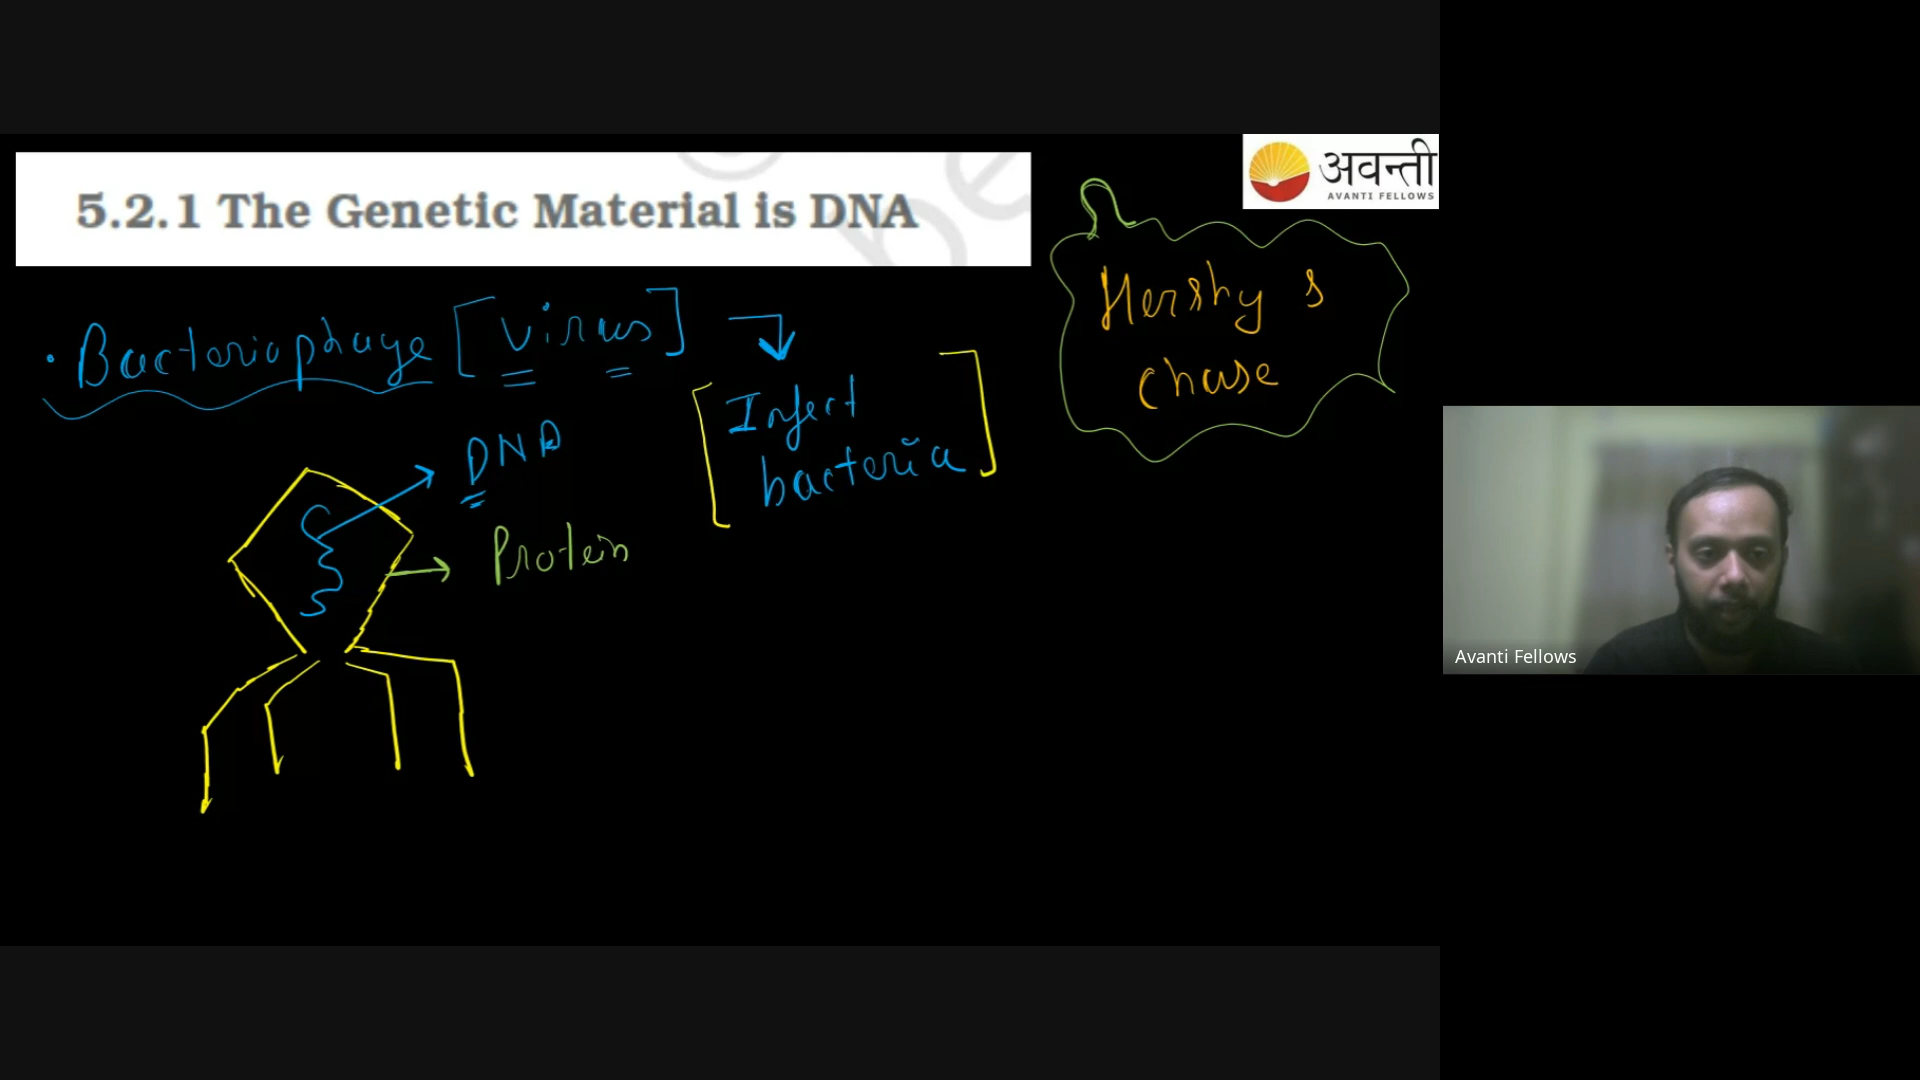 अवन्ती
AVANTI FELLOWS
5.2.1 The Genetic Material is DNA
Hershy &
chase
• Bacteriophage [Virus]
Infect
bacteria
DNA
Protein
Avanti Fellows